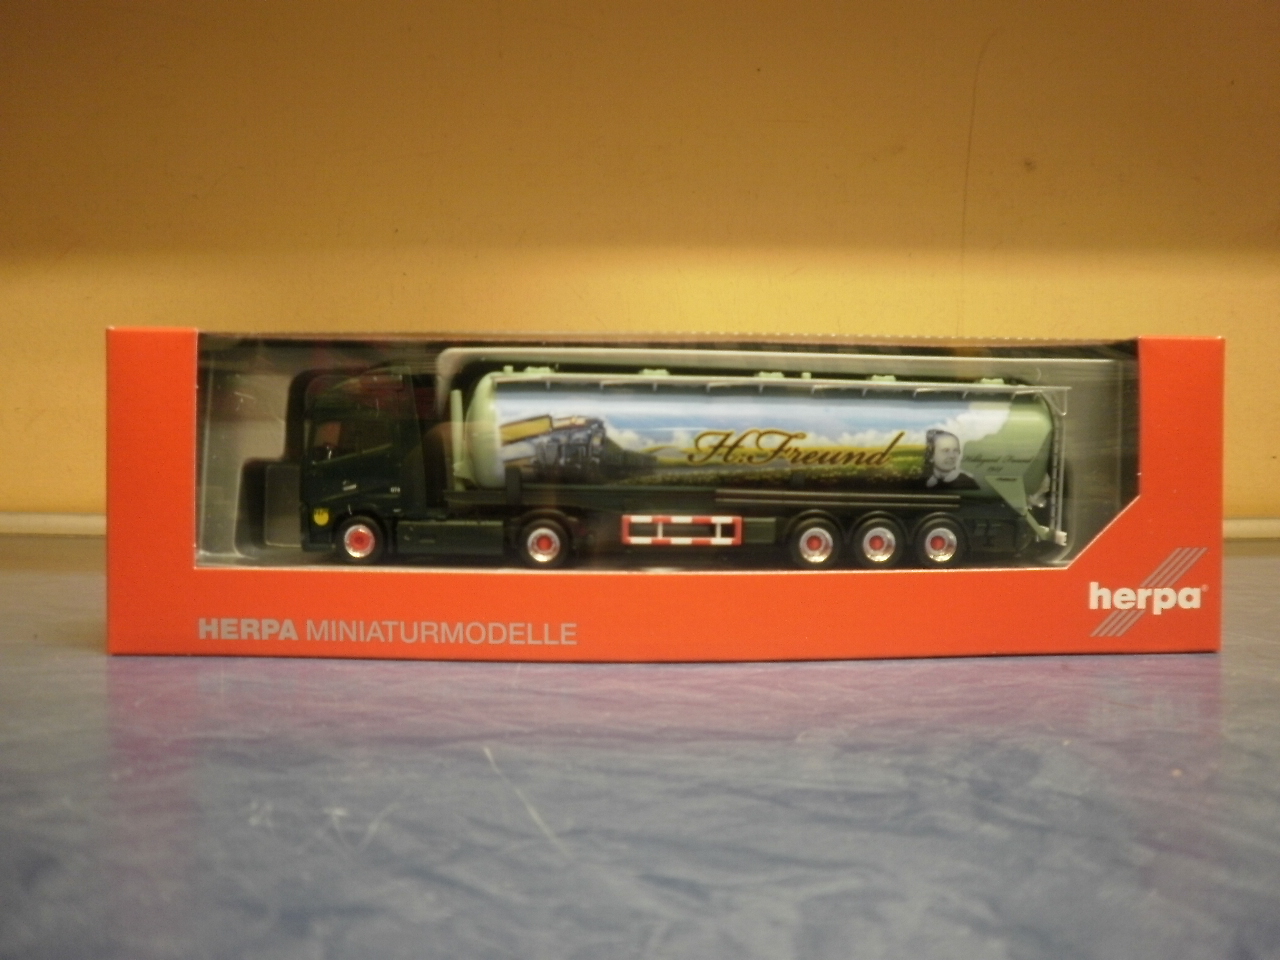 H. Freund
HERPA MINIATURMODELLE
herpa®